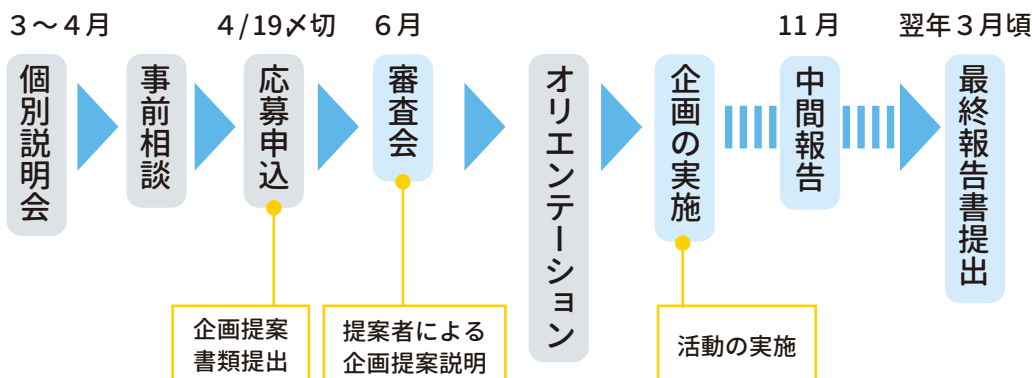 ３～４月
4/19〆切
６月
11月
翌年３月頃
個別説明会
事前相談
応募申込
審査会
オリエンテーション
企画の実施
中間報告
最終報告書提出
企画提案
書類提出
提案者による
企画提案説明
活動の実施